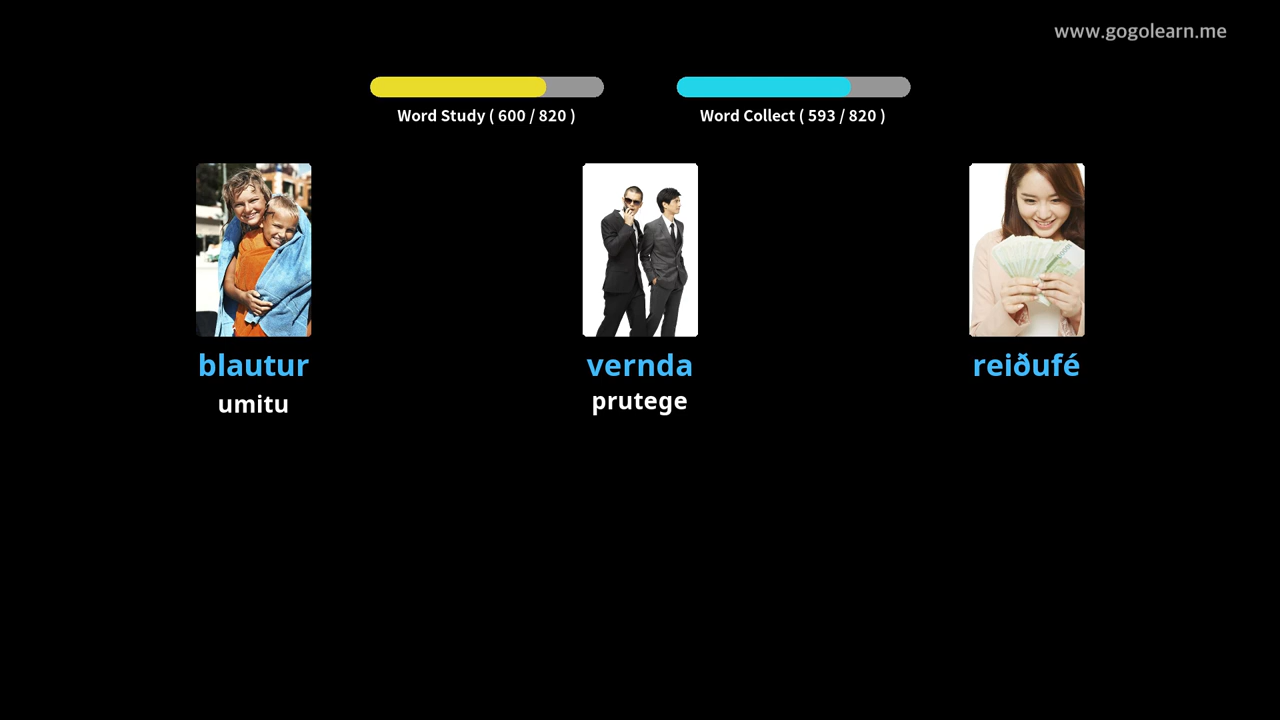 www.gogolearn.me
Word Study ( 600 / 820 )
Word Collect ( 593 / 820 )
blautur
vernda
reiðufé
umitu
prutege